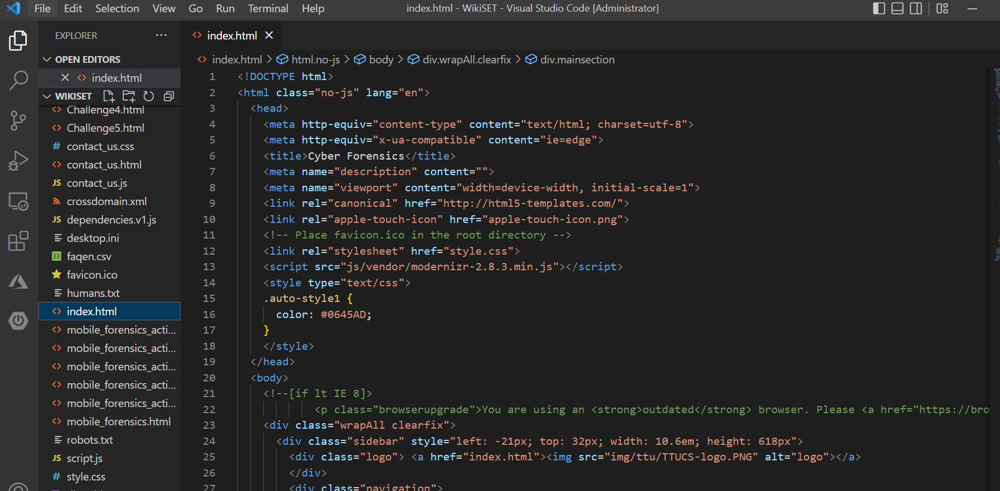 File Edit Selection View Go Run Terminal Help
index.html - WikiSET - Visual Studio Code [Administrator]
EXPLORER
OPEN EDITORS
index.html
WIKISET
Challenge4.html
Challenge5.html
contact_us.css
contact_us.html
contact_us.js
crossdomain.xml
dependencies.v1.js
desktop.ini
faqen.csv
favicon.ico
humans.txt
index.html
mobile_forensics_acti...
mobile_forensics_acti...
mobile_forensics_acti...
mobile_forensics_acti...
mobile_forensics_acti...
mobile_forensics.html
robots.txt
script.js
style.css
index.html
index.html > html.no-js > body > div.wrapAll.clearfix > div.mainsection
1 <!DOCTYPE html>
2 <html class="no-js" lang="en">
3 <head>
4 <meta http-equiv="content-type" content="text/html; charset=utf-8">
5 <meta http-equiv="x-ua-compatible" content="ie=edge">
6 <title>Cyber Forensics</title>
7 <meta name="description" content="">
8 <meta name="viewport" content="width=device-width, initial-scale=1">
9 <link rel="canonical" href="http://html5-templates.com/">
10 <link rel="apple-touch-icon" href="apple-touch-icon.png">
11 <!-- Place favicon.ico in the root directory -->
12 <link rel="stylesheet" href="style.css">
13 <script src="js/vendor/modernizr-2.8.3.min.js"></script>
14 <style type="text/css">
15 .auto-style1 {
16 color: #0645AD;
17 }
18 </style>
19 </head>
20 <body>
21 <!--[if lt IE 8]>
22 <p class="browserupgrade">You are using an <strong>outdated</strong> browser. Please <a href="https://bro
23 <div class="wrapAll clearfix">
24 <div class="sidebar" style="left: -21px; top: 32px; width: 10.6em; height: 618px">
25 <div class="logo"> <a href="index.html"><img src="img/ttu/TTUCS-logo.PNG" alt="logo"></a>
26 </div>
27 <div class="navigation">